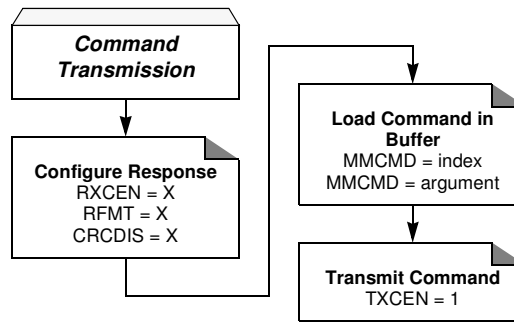 Command
Transmission
Configure Response
RXCEN = X
RFMT = X
CRCDIS = X
Load Command in
Buffer
MMCMD = index
MMCMD = argument
Transmit Command
TXCEN = 1